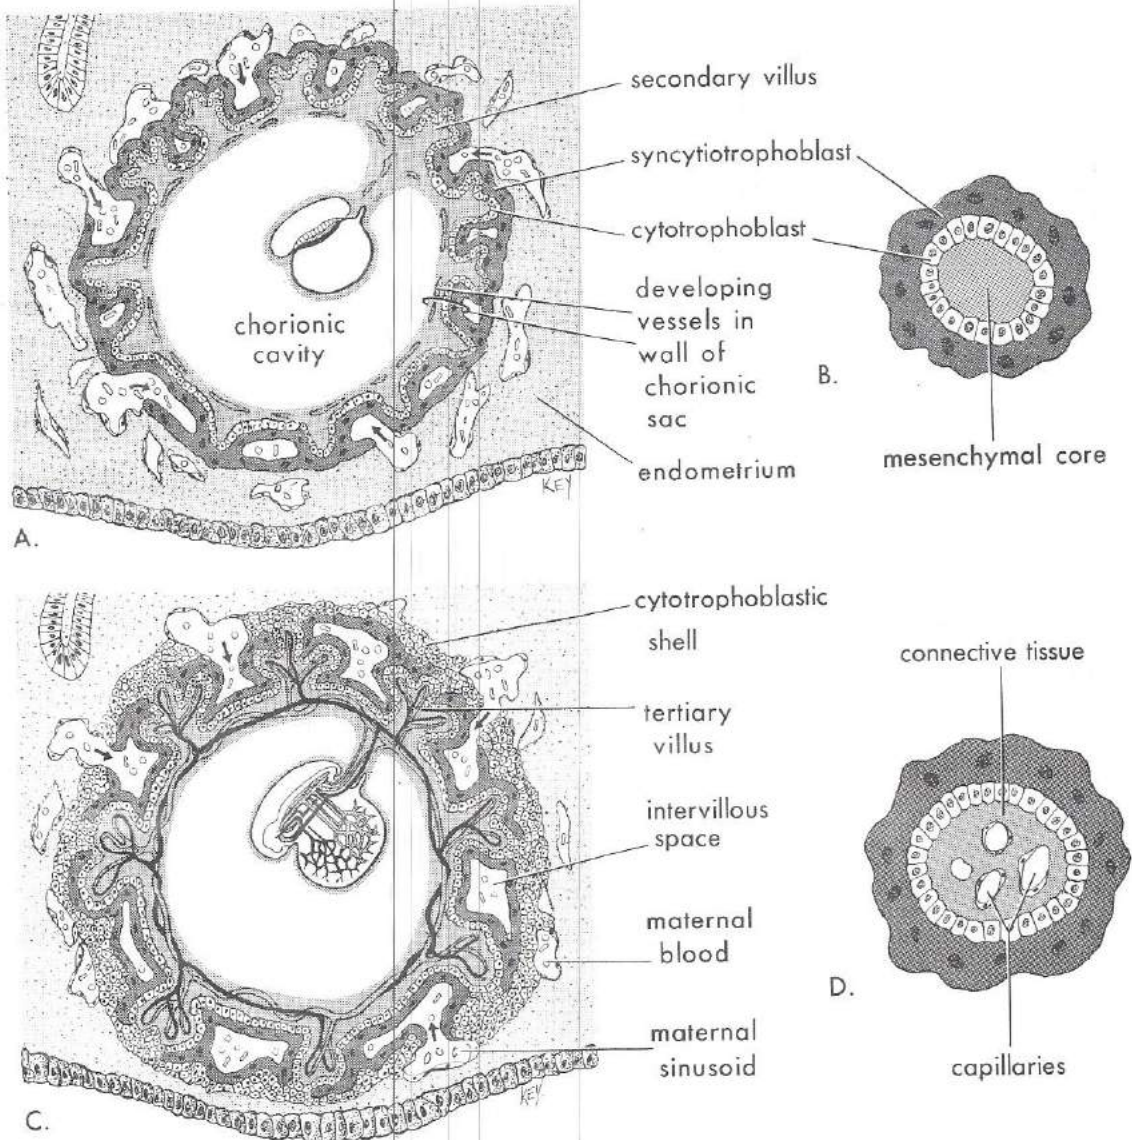 secondary villus
syncytiotrophoblast
cytotrophoblast
developing
vessels in
wall of
chorionic
sac
endometrium
chorionic
cavity
KEY
A.
B.
mesenchymal core
cytotrophoblastic
shell
tertiary
villus
intervillous
space
maternal
blood
maternal
sinusoid
KEY
C.
connective tissue
D.
capillaries